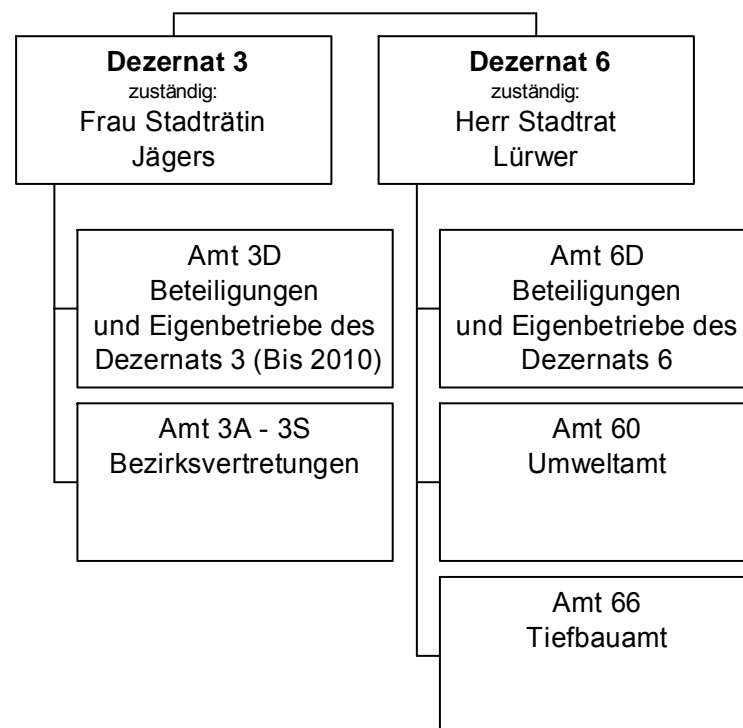 Dezernat 3
zuständig:
Frau Stadträtin
Jägers
Amt 3D
Beteiligungen
und Eigenbetriebe des
Dezernats 3 (Bis 2010)
Amt 3A - 3S
Bezirksvertretungen
Dezernat 6
zuständig:
Herr Stadtrat
Lürwer
Amt 6D
Beteiligungen
und Eigenbetriebe des
Dezernats 6
Amt 60
Umweltamt
Amt 66
Tiefbauamt